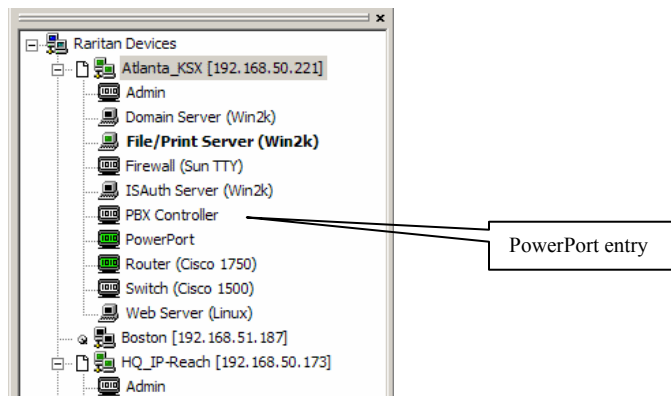 Raritan Devices
Atlanta_KSX [192.168.50.221]
Admin
Domain Server (Win2k)
File/Print Server (Win2k)
Firewall (Sun TTY)
ISAuth Server (Win2k)
PBX Controller
PowerPort
Router (Cisco 1750)
Switch (Cisco 1500)
Web Server (Linux)
Boston [192.168.51.187]
HQ_IP-Reach [192.168.50.173]
Admin
PowerPort entry